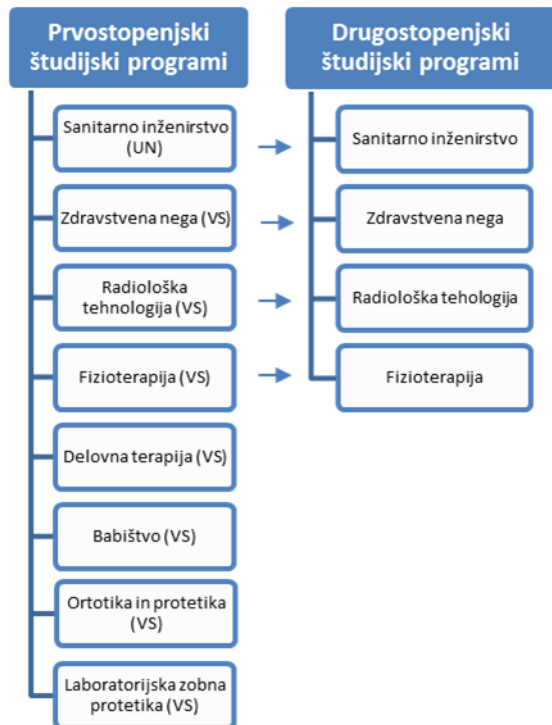 Prvostopenjski
študijski programi
Sanitarno inženirstvo
(UN)
Zdravstvena nega (VS)
Radiološka
tehnologija (VS)
Fizioterapija (VS)
Delovna terapija (VS)
Babištvo (VS)
Ortotika in protetika
(VS)
Laboratorijska zobna
protetika (VS)
Drugostopenjski
študijski programi
Sanitarno inženirstvo
Zdravstvena nega
Radiološka tehologija
Fizioterapija